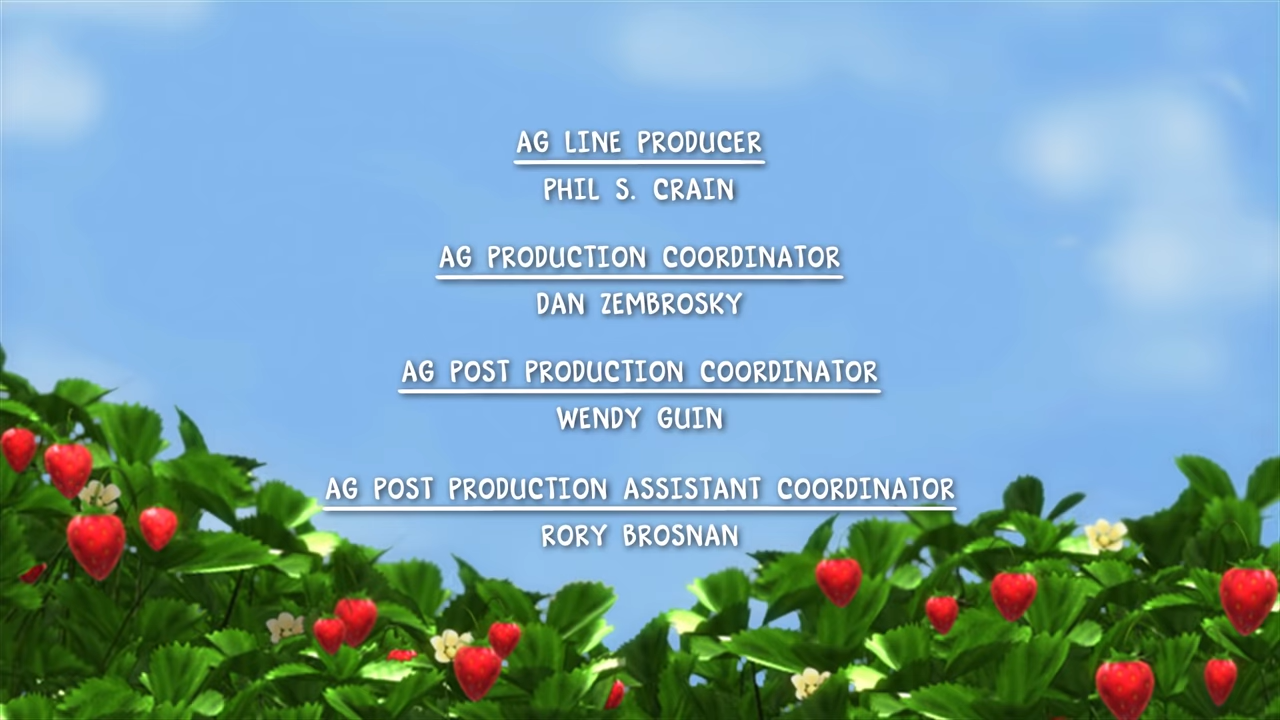 AG LINE PRODUCER
PHIL S. CRAIN
AG PRODUCTION COORDINATOR
DAN ZEMBROSKY
AG POST PRODUCTION COORDINATOR
WENDY GUIN
AG POST PRODUCTION ASSISTANT COORDINATOR
RORY BROSNAN